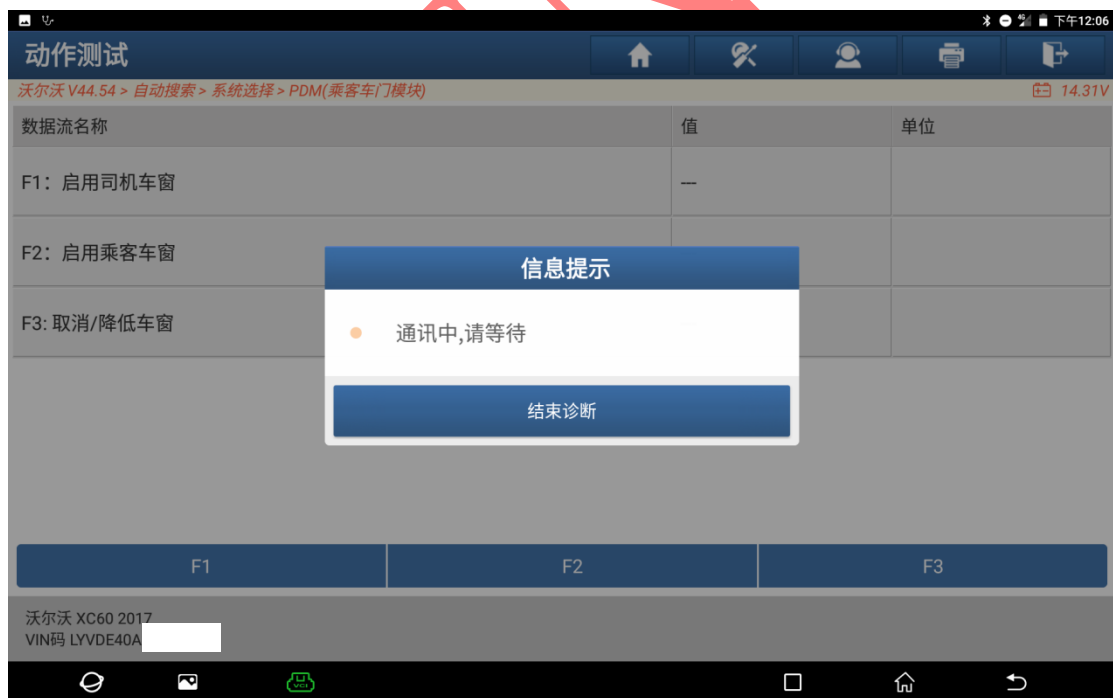 下午12:06
动作测试
沃尔沃 V44.54 > 自动搜索 > 系统选择 > PDM(乘客车门模块)
14.31V
数据流名称 值 单位
F1：启用司机车窗 ---
F2：启用乘客车窗
信息提示
F3: 取消/降低车窗
通讯中,请等待
结束诊断
F1 F2 F3
沃尔沃 XC60 2017
VIN码 LYVDE40A
VCI